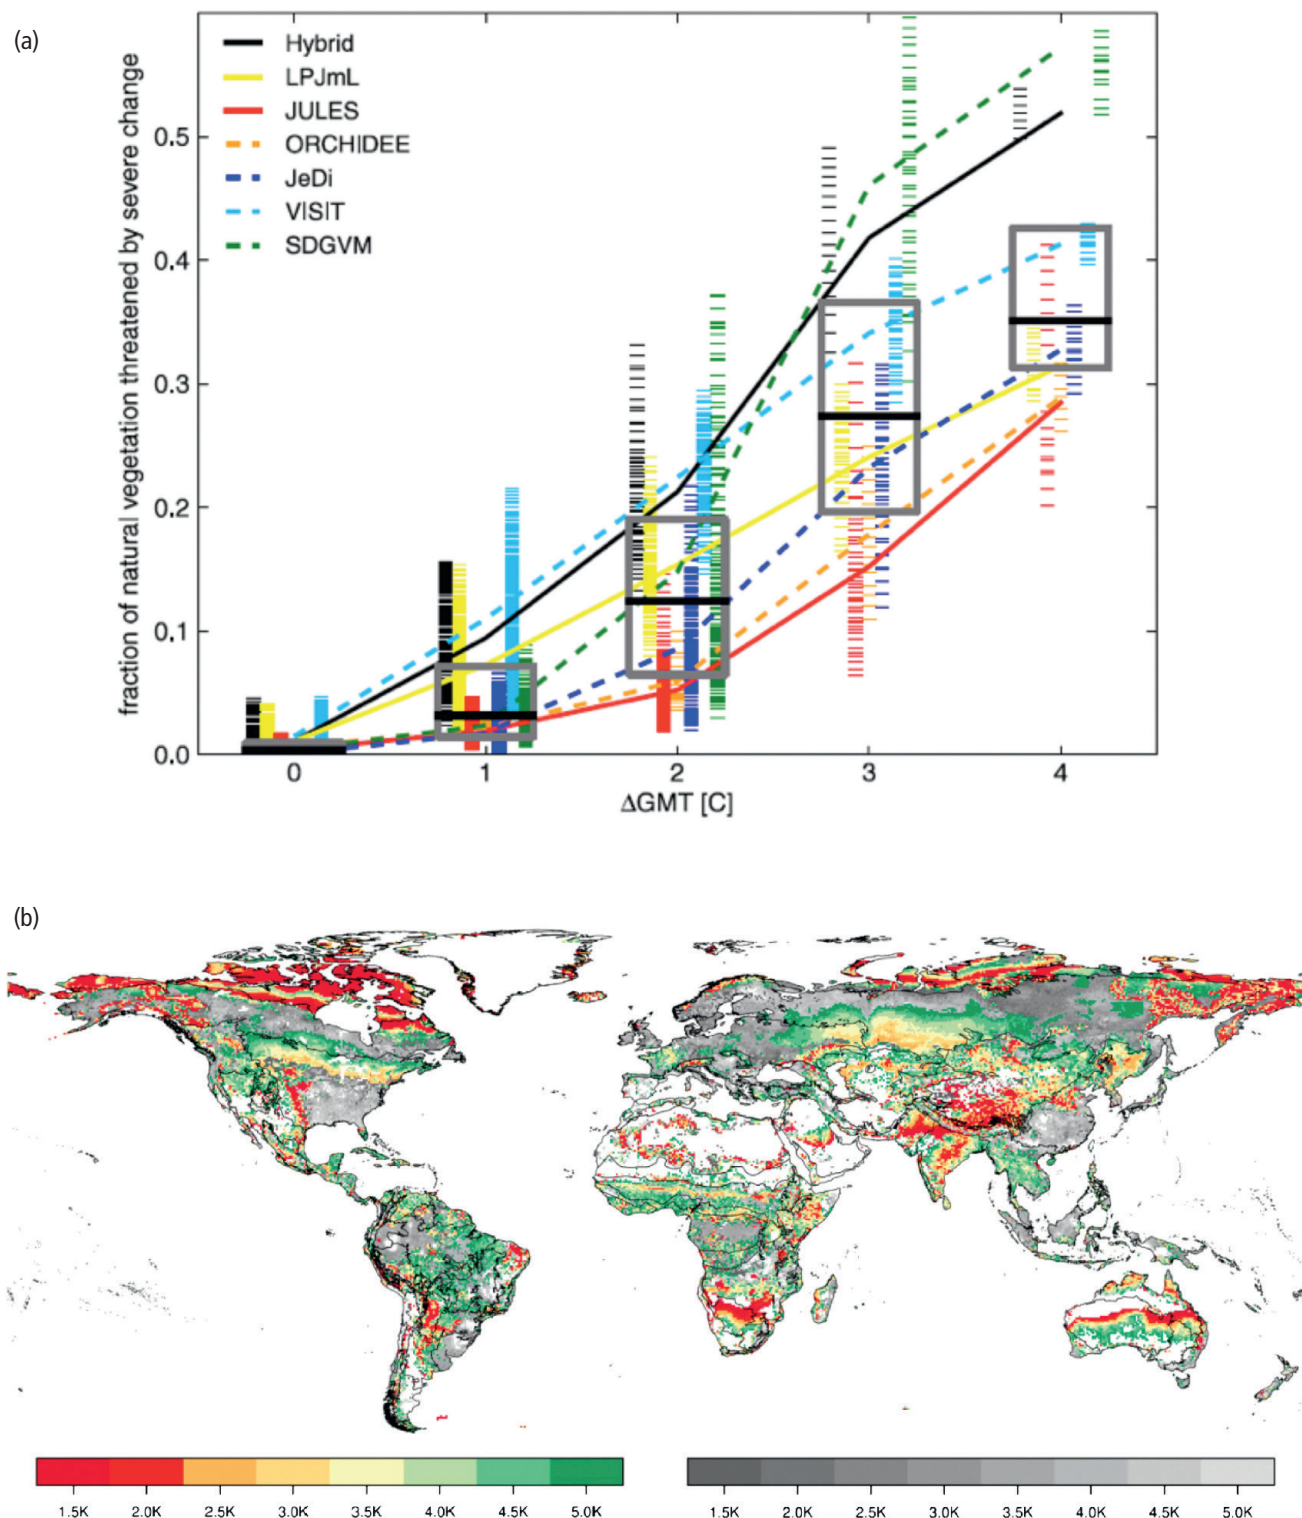 (a)
fraction of natural vegetation threatened by severe change
Hybrid
LPJmL
JULES
ORCHIDEE
JeDi
VISIT
SDGVM
0.5
0.4
0.3
0.2
0.1
0.0
0 1 2 3 4
ΔGMT [C]
(b)
1.5K 2.0K 2.5K 3.0K 3.5K 4.0K 4.5K 5.0K
1.5K 2.0K 2.5K 3.0K 3.5K 4.0K 4.5K 5.0K